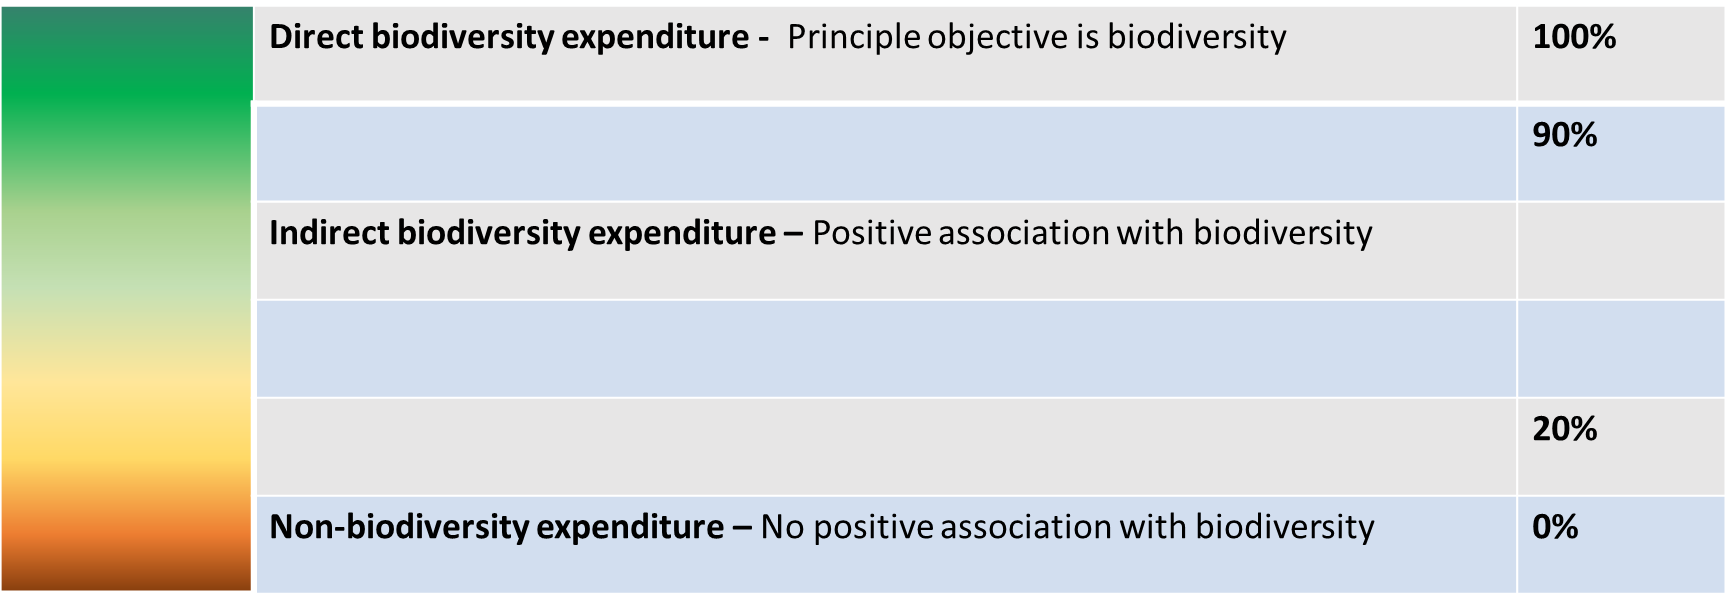 Direct biodiversity expenditure - Principle objective is biodiversity 100%
90%
Indirect biodiversity expenditure – Positive association with biodiversity
20%
Non-biodiversity expenditure – No positive association with biodiversity 0%